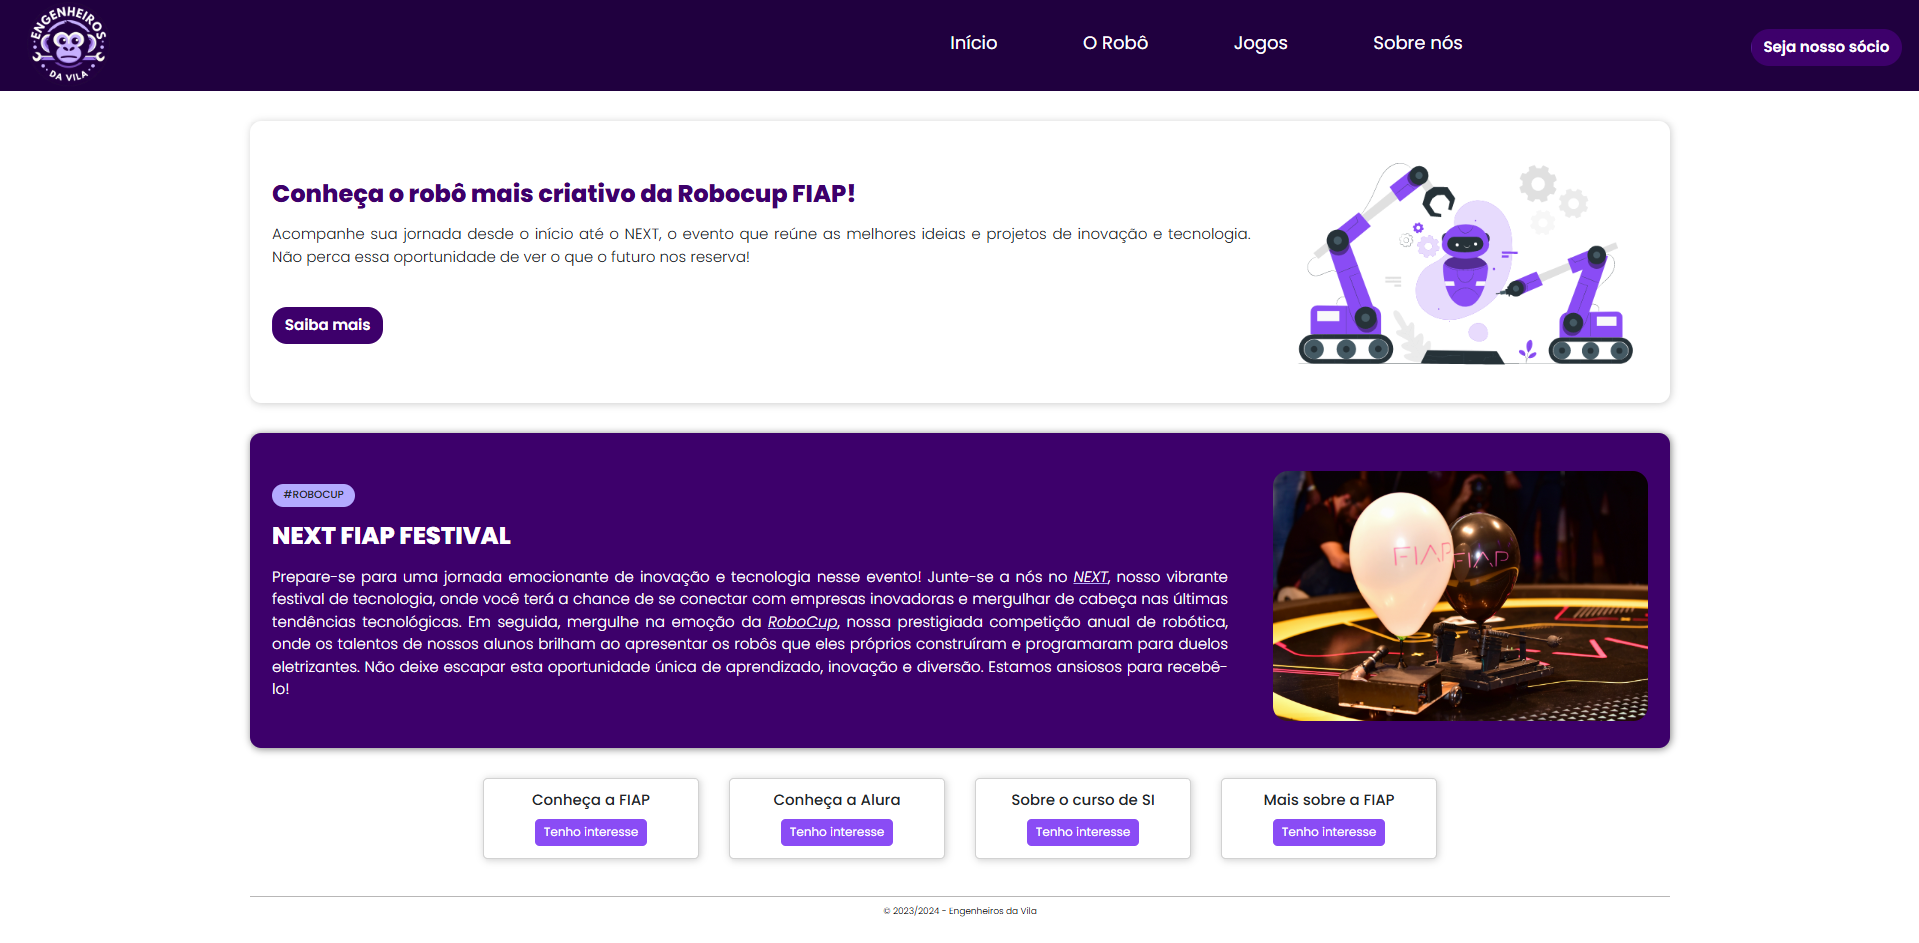 ENGENHEIROS
DA VILA
Início
O Robô
Jogos
Sobre nós
Seja nosso sócio
Conheça o robô mais criativo da Robocup FIAP!
Acompanhe sua jornada desde o início até o NEXT, o evento que reúne as melhores ideias e projetos de inovação e tecnologia.
Não perca essa oportunidade de ver o que o futuro nos reserva!
Saiba mais
#ROBOCUP
NEXT FIAP FESTIVAL
Prepare-se para uma jornada emocionante de inovação e tecnologia nesse evento! Junte-se a nós no NEXT, nosso vibrante
festival de tecnologia, onde você terá a chance de se conectar com empresas inovadoras e mergulhar de cabeça nas últimas
tendências tecnológicas. Em seguida, mergulhe na emoção da RoboCup, nossa prestigiada competição anual de robótica,
onde os talentos de nossos alunos brilham ao apresentar os robôs que eles próprios construíram e programaram para duelos
eletrizantes. Não deixe escapar esta oportunidade única de aprendizado, inovação e diversão. Estamos ansiosos para recebê-
lo!
FIAP
FIAP
Conheça a FIAP
Tenho interesse
Conheça a Alura
Tenho interesse
Sobre o curso de SI
Tenho interesse
Mais sobre a FIAP
Tenho interesse
© 2023/2024 - Engenheiros da Vila